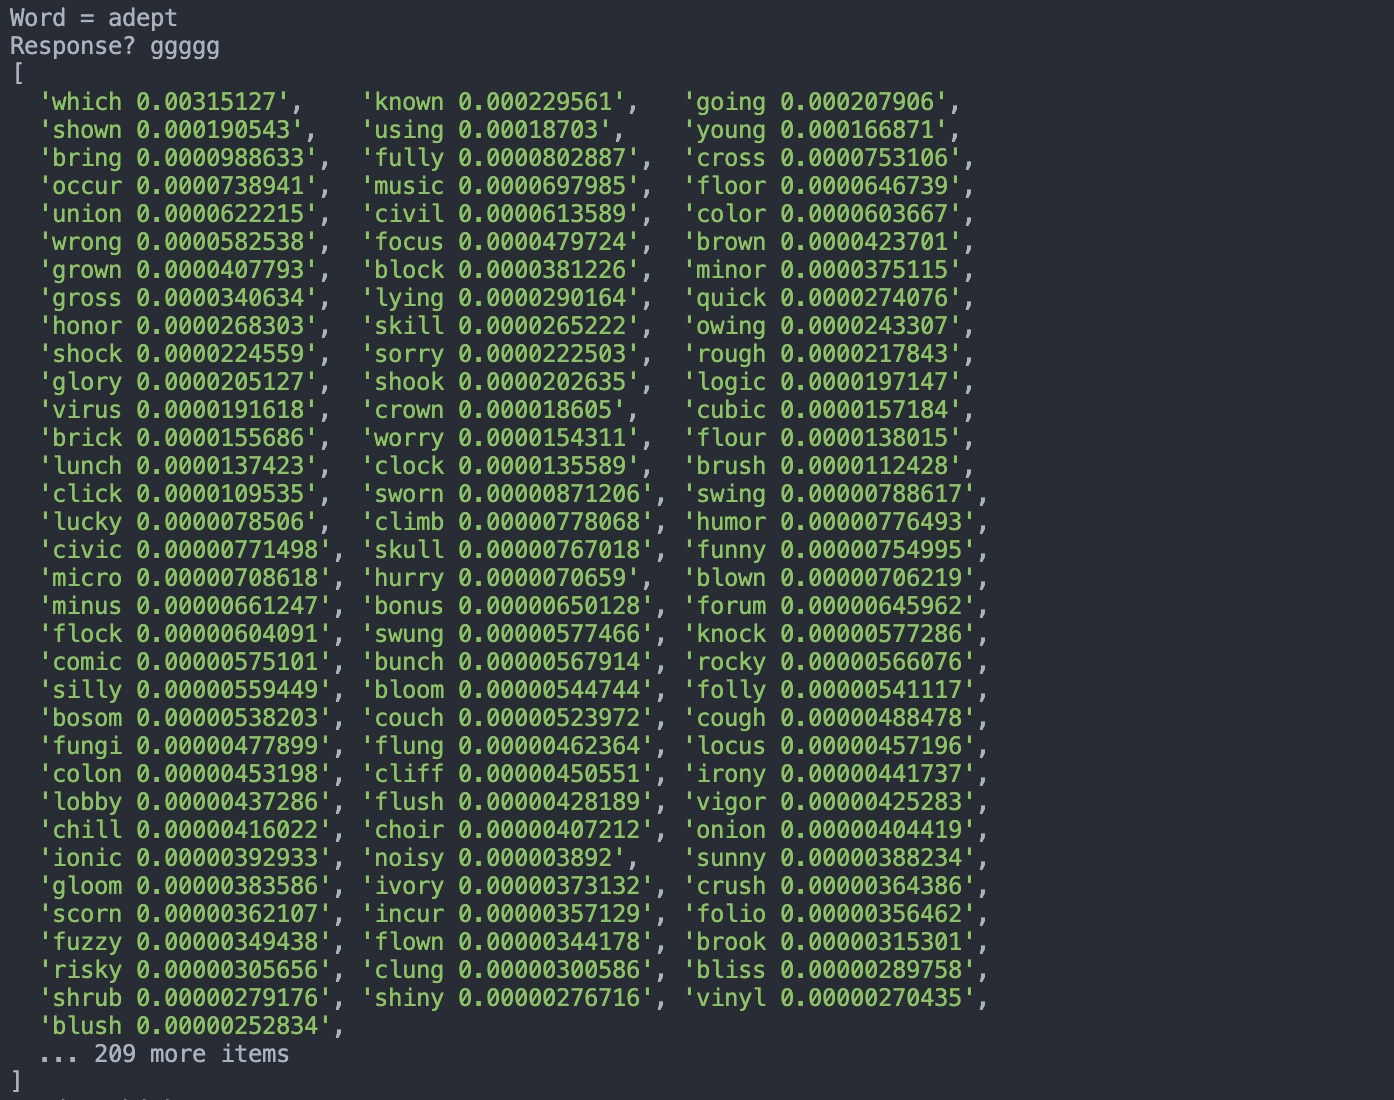 Word = adept
Response? ggggg
[
'which 0.00315127', 'known 0.000229561', 'going 0.000207906',
'shown 0.000190543', 'using 0.00018703', 'young 0.000166871',
'bring 0.0000988633', 'fully 0.0000802887', 'cross 0.0000753106',
'occur 0.0000738941', 'music 0.0000697985', 'floor 0.0000646739',
'union 0.0000622215', 'civil 0.0000613589', 'color 0.0000603667',
'wrong 0.0000582538', 'focus 0.0000479724', 'brown 0.0000423701',
'grown 0.0000407793', 'block 0.0000381226', 'minor 0.0000375115',
'gross 0.0000340634', 'lying 0.0000290164', 'quick 0.0000274076',
'honor 0.0000268303', 'skill 0.0000265222', 'owing 0.0000243307',
'shock 0.0000224559', 'sorry 0.0000222503', 'rough 0.0000217843',
'glory 0.0000205127', 'shook 0.0000202635', 'logic 0.0000197147',
'virus 0.0000191618', 'crown 0.000018605', 'cubic 0.0000157184',
'brick 0.0000155686', 'worry 0.0000154311', 'flour 0.0000138015',
'lunch 0.0000137423', 'clock 0.0000135589', 'brush 0.0000112428',
'click 0.0000109535', 'sworn 0.00000871206', 'swing 0.00000788617',
'lucky 0.0000078506', 'climb 0.00000778068', 'humor 0.00000776493',
'civic 0.00000771498', 'skull 0.00000767018', 'funny 0.00000754995',
'micro 0.00000708618', 'hurry 0.0000070659', 'blown 0.00000706219',
'minus 0.00000661247', 'bonus 0.00000650128', 'forum 0.00000645962',
'flock 0.00000604091', 'swung 0.00000577466', 'knock 0.00000577286',
'comic 0.00000575101', 'bunch 0.00000567914', 'rocky 0.00000566076',
'silly 0.00000559449', 'bloom 0.00000544744', 'folly 0.00000541117',
'bosom 0.00000538203', 'couch 0.00000523972', 'cough 0.00000488478',
'fungi 0.00000477899', 'flung 0.00000462364', 'locus 0.00000457196',
'colon 0.00000453198', 'cliff 0.00000450551', 'irony 0.00000441737',
'lobby 0.00000437286', 'flush 0.00000428189', 'vigor 0.00000425283',
'chill 0.00000416022', 'choir 0.00000407212', 'onion 0.00000404419',
'ionic 0.00000392933', 'noisy 0.000003892', 'sunny 0.00000388234',
'gloom 0.00000383586', 'ivory 0.00000373132', 'crush 0.00000364386',
'scorn 0.00000362107', 'incur 0.00000357129', 'folio 0.00000356462',
'fuzzy 0.00000349438', 'flown 0.00000344178', 'brook 0.00000315301',
'risky 0.00000305656', 'clung 0.00000300586', 'bliss 0.00000289758',
'shrub 0.00000279176', 'shiny 0.00000276716', 'vinyl 0.00000270435',
'blush 0.00000252834',
... 209 more items
]